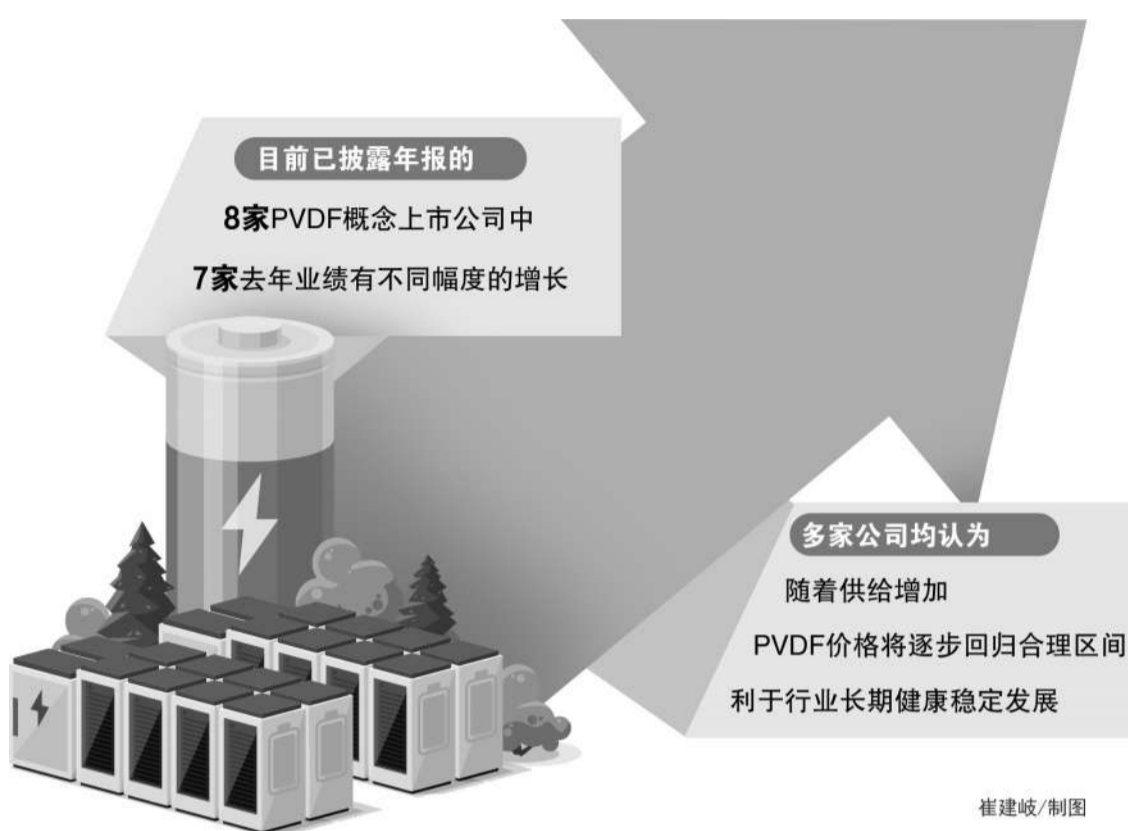 目前已披露年报的
8家PVDF概念上市公司中
7家去年业绩有不同幅度的增长
多家公司均认为
随着供给增加
PVDF价格将逐步回归合理区间
利于行业长期健康稳定发展
崔建岐/制图